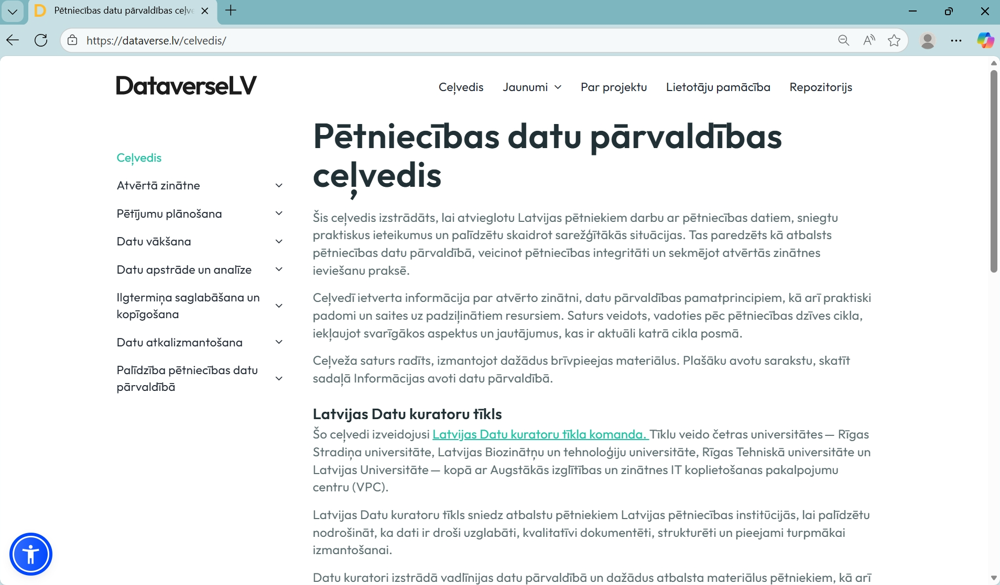 Pētniecības datu pārvaldības ceļv
https://dataverse.lv/celvedis/
DataverseLV
Ceļvedis
Jaunumi
Par projektu
Lietotāju pamācība
Repozitorijs
Ceļvedis
Atvērtā zinātne
Pētījumu plānošana
Datu vākšana
Datu apstrāde un analīze
Ilgtermiņa saglabāšana un
kopīgošana
Datu atkalizmantošana
Palīdzība pētniecības datu
pārvaldībā
Pētniecības datu pārvaldības
ceļvedis
Šis ceļvedis izstrādāts, lai atvieglotu Latvijas pētniekiem darbu ar pētniecības datiem, sniegtu
praktiskus ieteikumus un palīdzētu skaidrot sarežģītākās situācijas. Tas paredzēts kā atbalsts
pētniecības datu pārvaldībā, veicinot pētniecības integritāti un sekmējot atvērtās zinātnes
ieviešanu praksē.
Ceļvedī ietverta informācija par atvērto zinātni, datu pārvaldības pamatprincipiem, kā arī praktiski
padomi un saites uz padziļinātiem resursiem. Saturs veidots, vadoties pēc pētniecības dzīves cikla,
iekļaujot svarīgākos aspektus un jautājumus, kas ir aktuāli katrā cikla posmā.
Ceļveža saturs radīts, izmantojot dažādus brīvpieejas materiālus. Plašāku avotu sarakstu, skatīt
sadaļā Informācijas avoti datu pārvaldībā.
Latvijas Datu kuratoru tīkls
Šo ceļvedi izveidojusi Latvijas Datu kuratoru tīkla komanda. Tīklu veido četras universitātes — Rīgas
Stradiņa universitāte, Latvijas Biozinātņu un tehnoloģiju universitāte, Rīgas Tehniskā universitāte un
Latvijas Universitāte — kopā ar Augstākās izglītības un zinātnes IT koplietošanas pakalpojumu
centru (VPC).
Latvijas Datu kuratoru tīkls sniedz atbalstu pētniekiem Latvijas pētniecības institūcijās, lai palīdzētu
nodrošināt, ka dati ir droši uzglabāti, kvalitatīvi dokumentēti, strukturēti un pieejami turpmākai
izmantošanai.
Datu kuratori izstrādā vadlīnijas datu pārvaldībā un dažādus atbalsta materiālus pētniekiem, kā arī